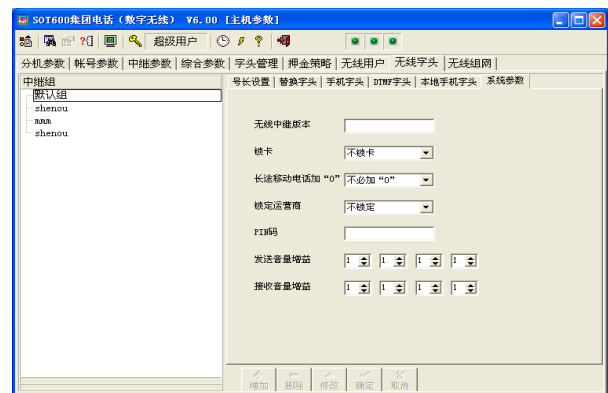 SOT600集团电话（数字无线） V6.00 [主机参数]
超级用户
分机参数 帐号参数 中继参数 综合参数 字头管理 押金策略 无线用户 无线字头 无线组网
中继组
默认组
shenou
mmm
shenou
号长设置 替换字头 手机字头 DTMF字头 本地手机字头 系统参数
无线中继版本
锁卡 不锁卡
长途移动电话加“0” 不必加“0”
锁定运营商 不锁定
PIN码
发送音量增益 1 1 1 1
接收音量增益 1 1 1 1
增加 删除 修改 确定 取消